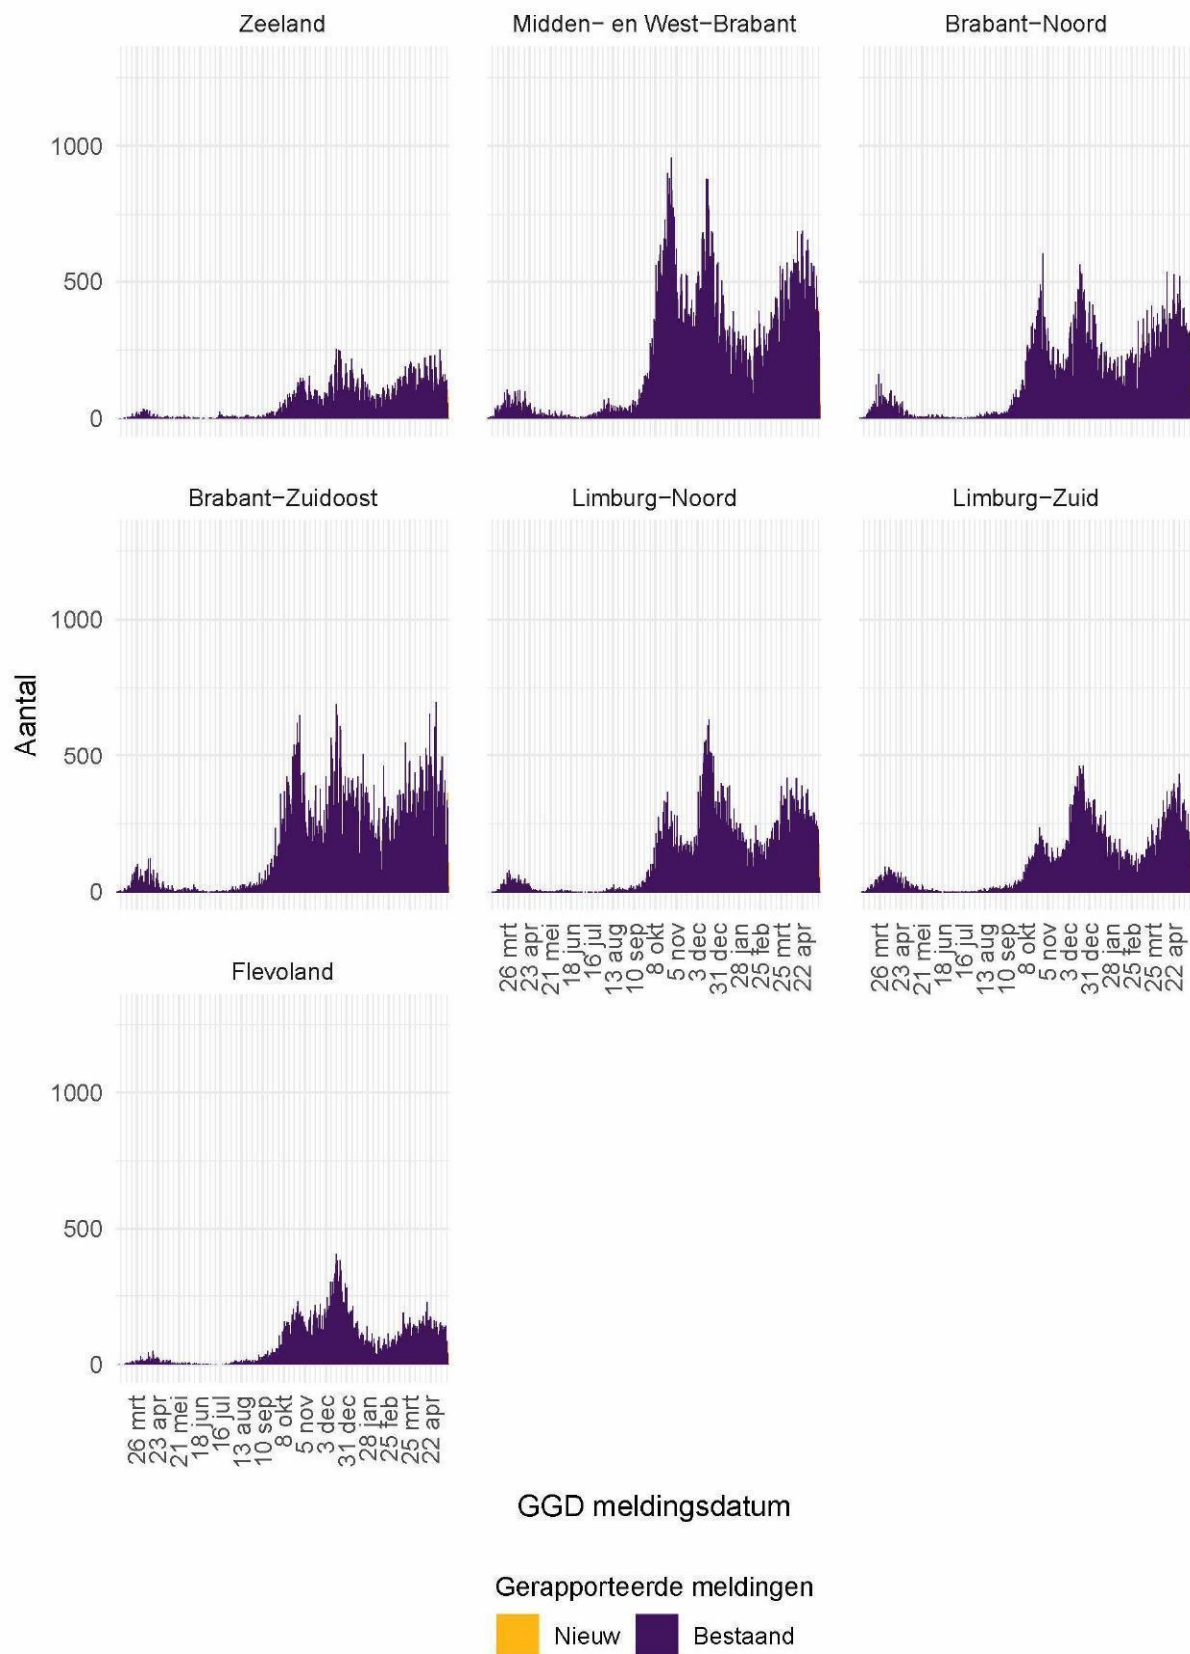 Zeeland
Midden- en West-Brabant
Brabant-Noord
1000
500
0
Brabant-Zuidoost
Limburg-Noord
Limburg-Zuid
1000
500
0
Aantal
26 mrt
23 apr
21 mei
18 jun
16 jul
13 aug
10 sep
8 okt
5 nov
3 dec
31 dec
28 jan
25 feb
25 mrt
22 apr
26 mrt
23 apr
21 mei
18 jun
16 jul
13 aug
10 sep
8 okt
5 nov
3 dec
31 dec
28 jan
25 feb
25 mrt
22 apr
Flevoland
1000
500
0
26 mrt
23 apr
21 mei
18 jun
16 jul
13 aug
10 sep
8 okt
5 nov
3 dec
31 dec
28 jan
25 feb
25 mrt
22 apr
GGD meldingsdatum
Gerapporteerde meldingen
Nieuw Bestaand